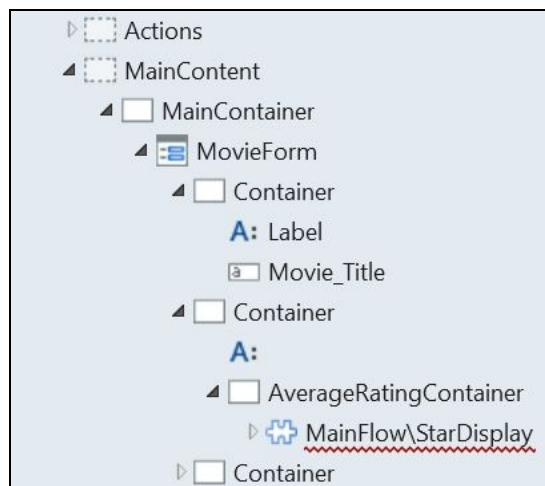 Actions
MainContent
MainContainer
MovieForm
Container
A: Label
a Movie_Title
Container
A:
AverageRatingContainer
MainFlow\StarDisplay
Container